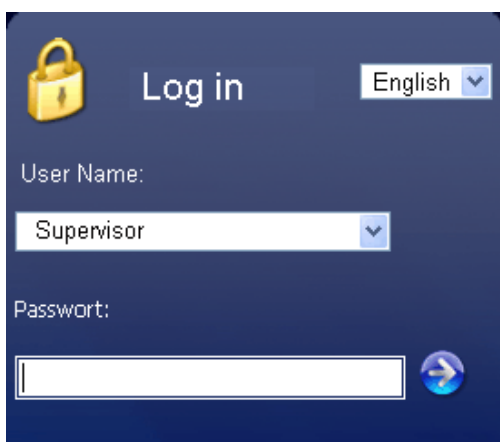 Log in
English
User Name:
Supervisor
Passwort: